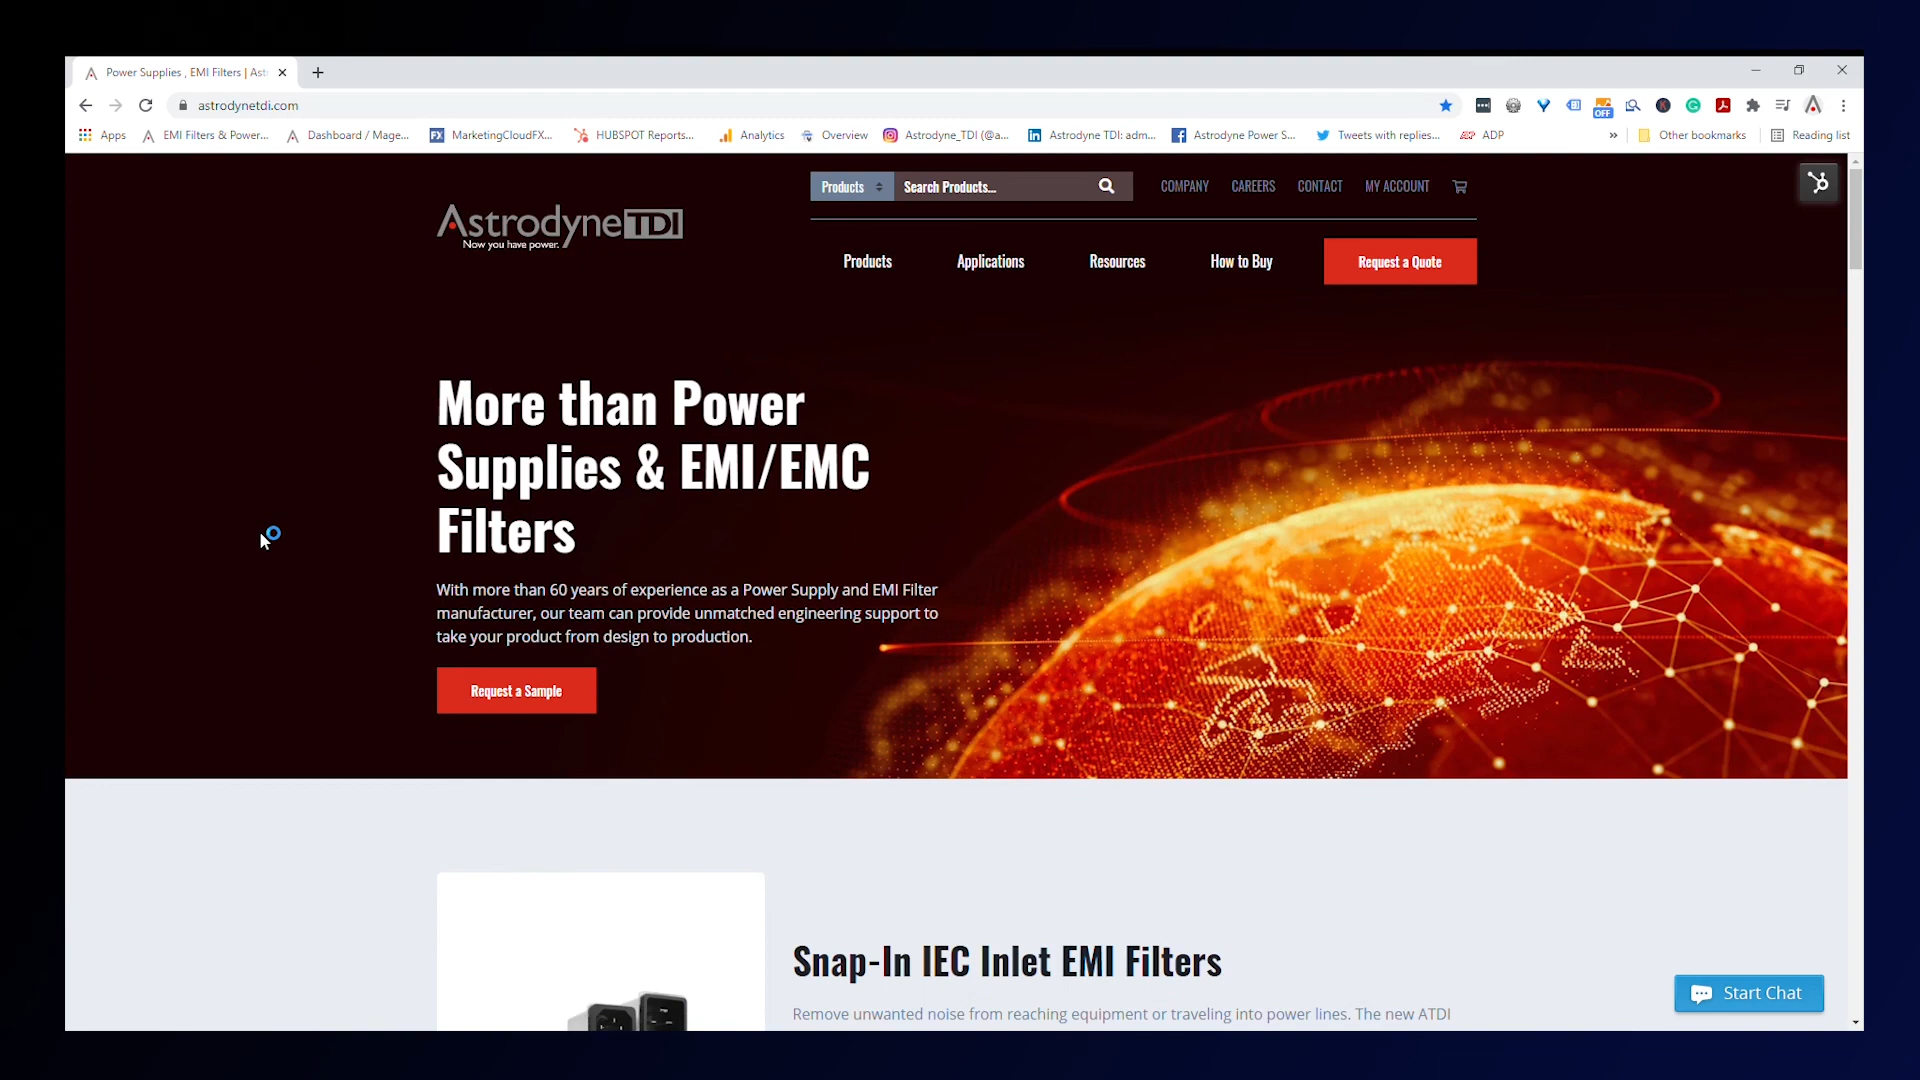 Power Supplies , EMI Filters | Ast
astrodynetdi.com
OFF
Apps
EMI Filters & Power...
Dashboard / Mage...
FX
MarketingCloudFX...
HUBSPOT Reports...
Analytics
Overview
Astrodyne_TDI (@a...
in
Astrodyne TDI: adm...
Astrodyne Power S...
Tweets with replies...
ADP
»
Other bookmarks
Reading list
Products
Search Products...
COMPANY
CAREERS
CONTACT
MY ACCOUNT
Astrodyne TDI
Now you have power.
Products
Applications
Resources
How to Buy
Request a Quote
More than Power
Supplies & EMI/EMC
Filters
With more than 60 years of experience as a Power Supply and EMI Filter
manufacturer, our team can provide unmatched engineering support to
take your product from design to production.
Request a Sample
Snap-In IEC Inlet EMI Filters
Remove unwanted noise from reaching equipment or traveling into power lines. The new ATDI
Start Chat